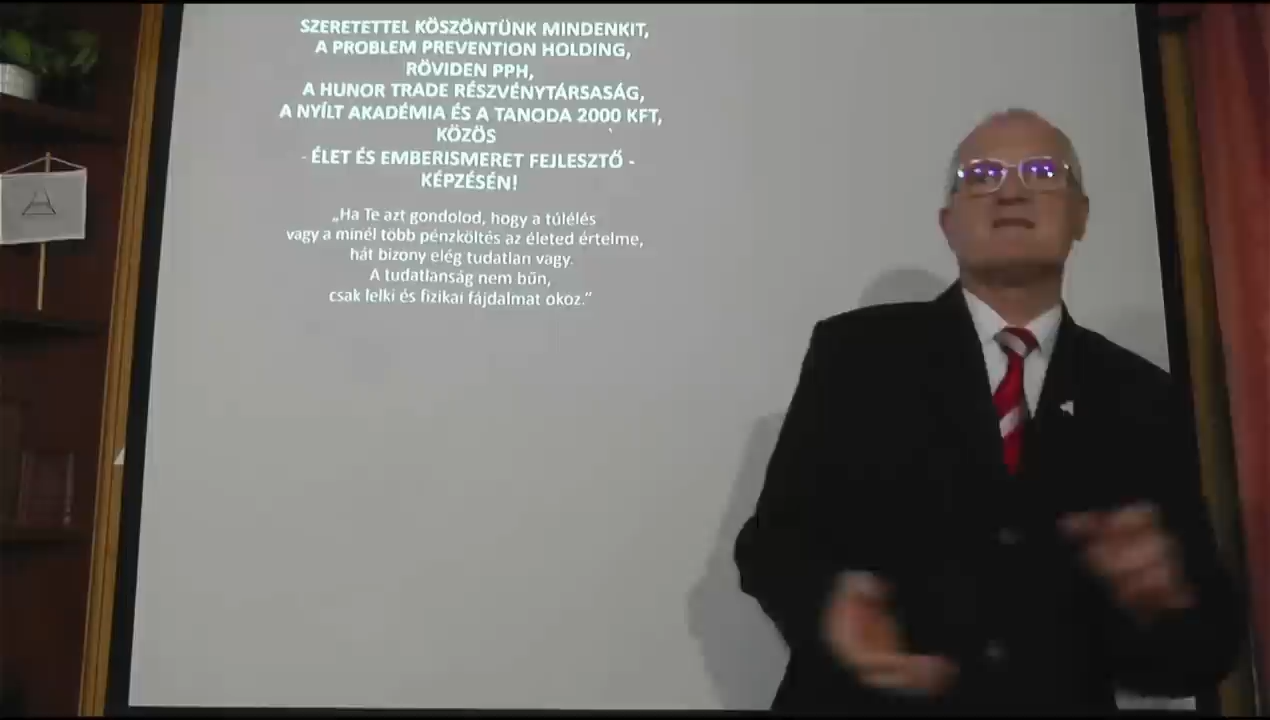 SZERETETTEL KÖSZÖNTÜNK MINDENKIT,
A PROBLEM PREVENTION HOLDING,
RÖVIDEN PPH,
A HUNOR TRADE RÉSZVÉNYTÁRSASÁG,
A NYÍLT AKADÉMIA ÉS A TANODA 2000 KFT,
KÖZÖS
- ÉLET ÉS EMBERISMERET FEJLESZTŐ -
KÉPZÉSÉN!
„Ha Te azt gondolod, hogy a túlélés
vagy a minél több pénzköltés az életed értelme,
hát bizony elég tudatlan vagy.
A tudatlanság nem bűn,
csak lelki és fizikai fájdalmat okoz.”